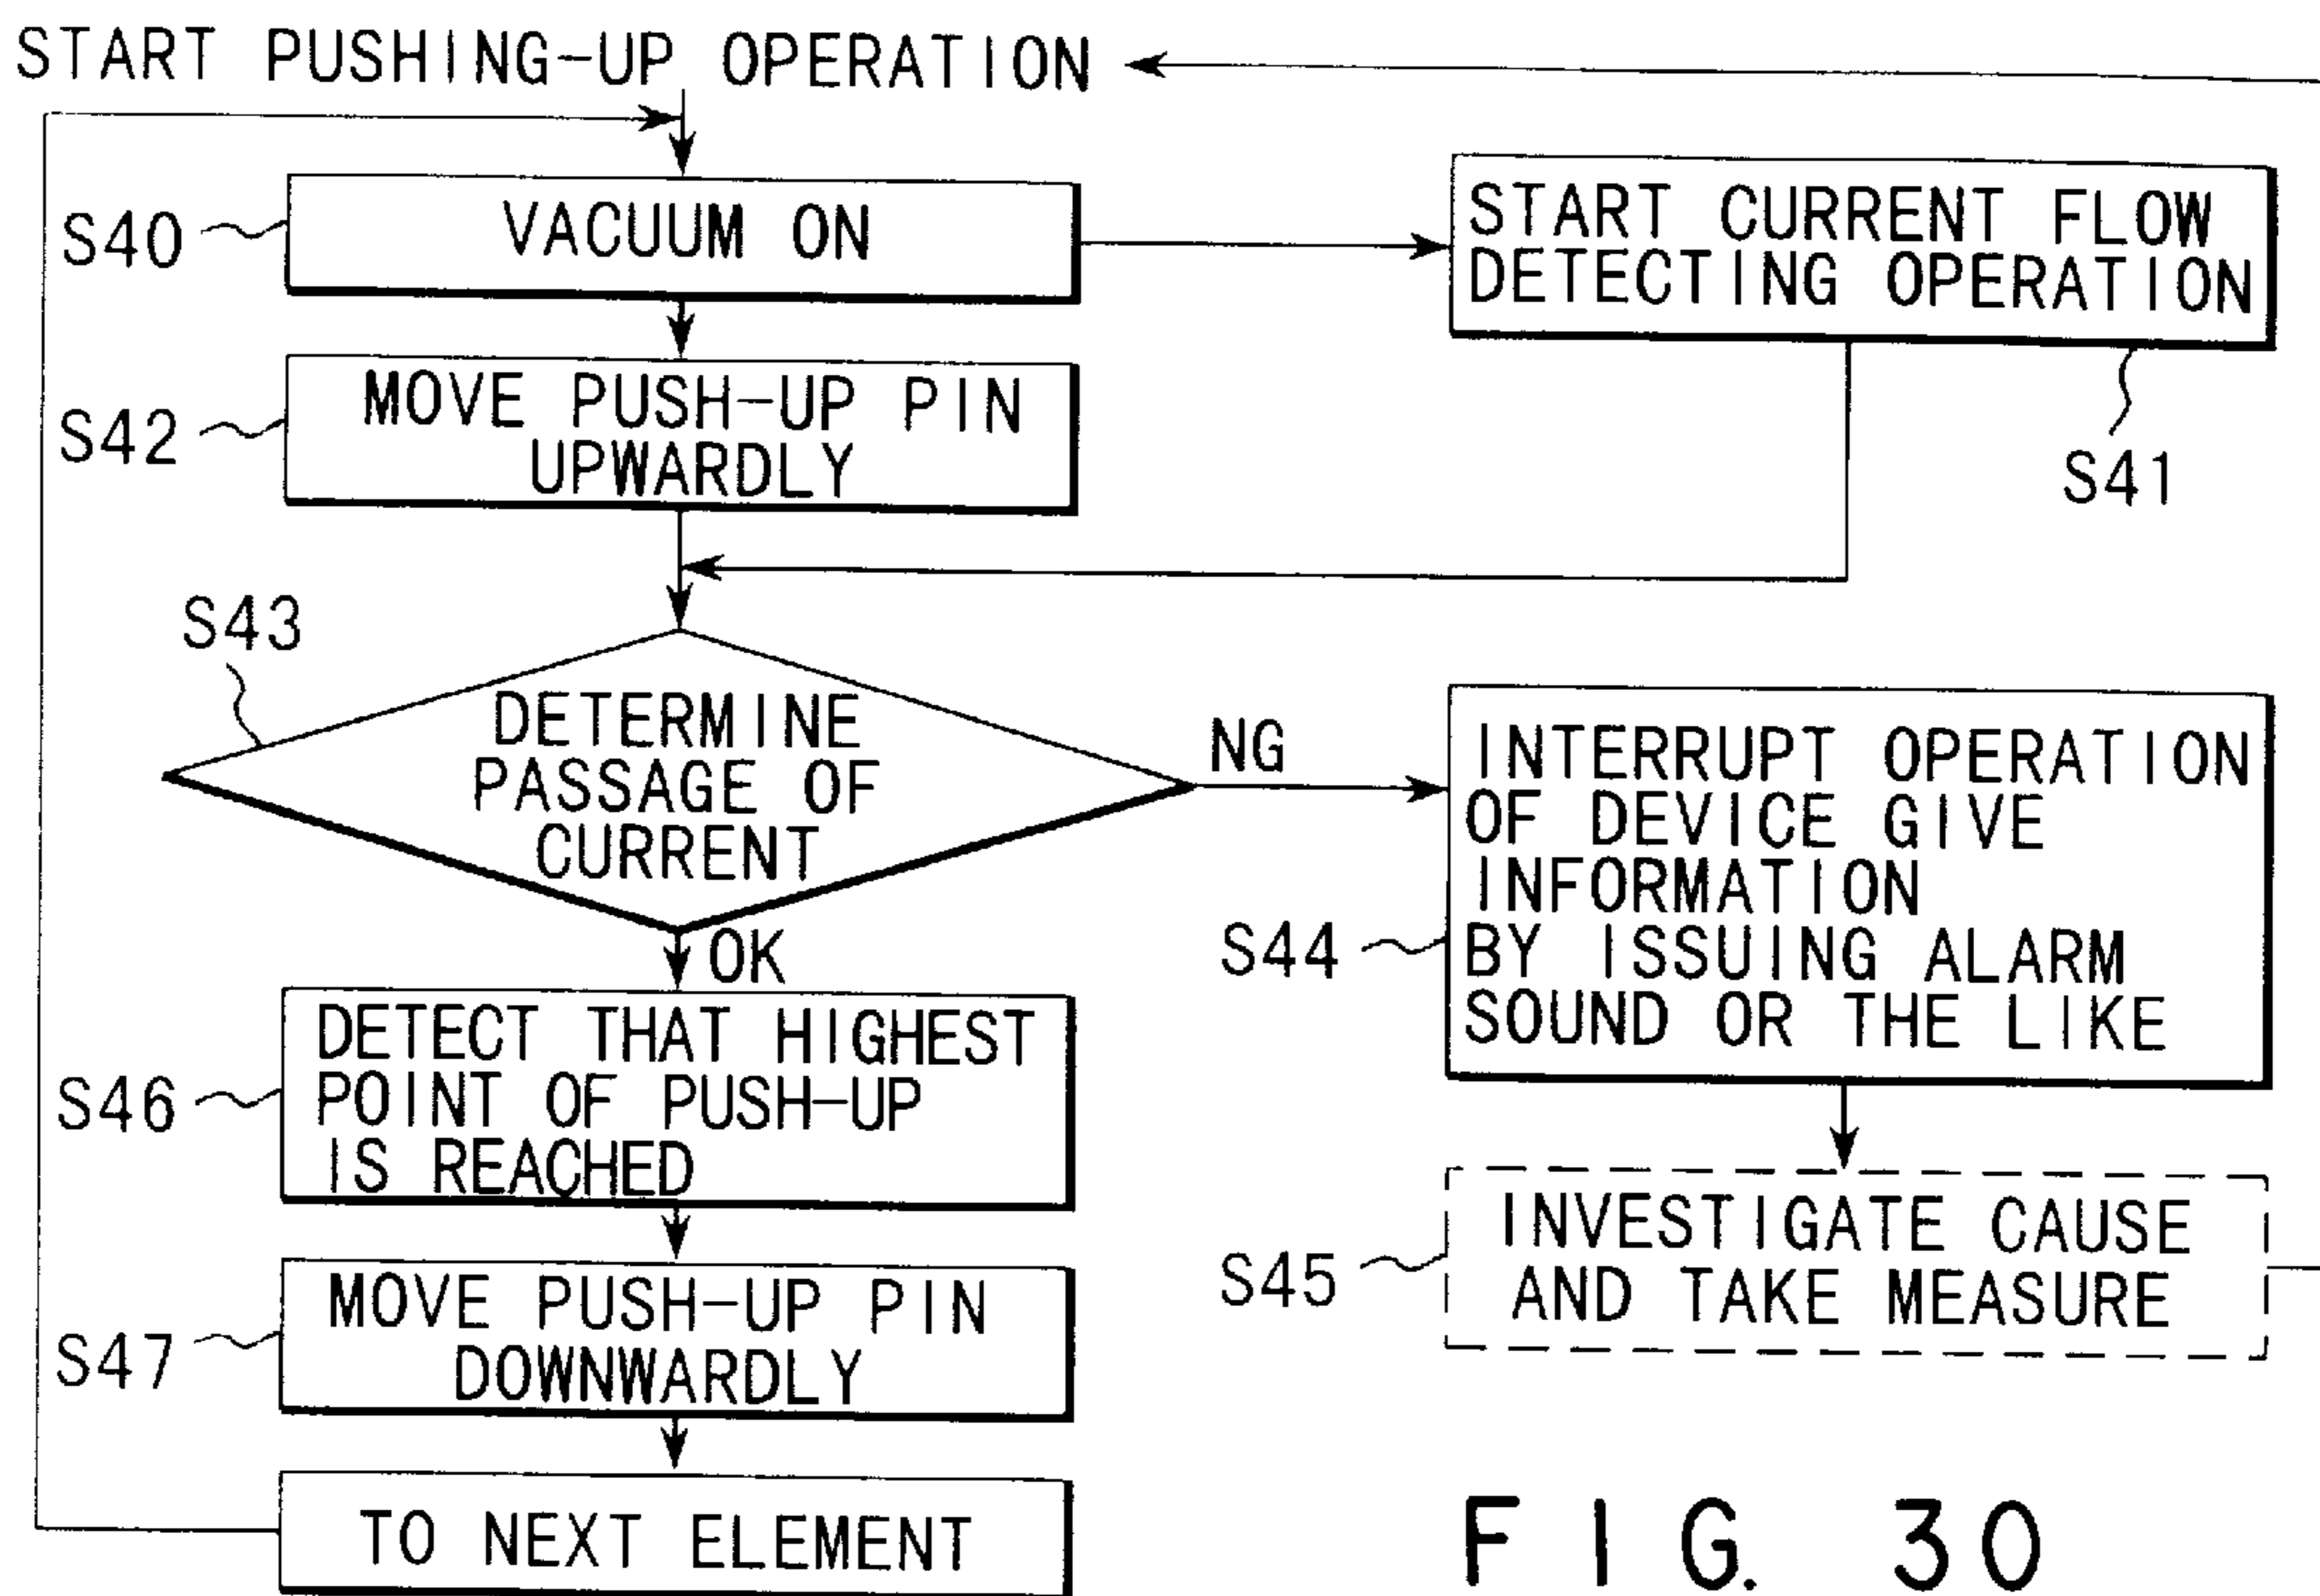 START PUSHING-UP OPERATION
S40
VACUUM ON
START CURRENT FLOW
DETECTING OPERATION
S41
S42
MOVE PUSH-UP PIN
UPWARDLY
S43
DETERMINE
PASSAGE OF
CURRENT
NG
OK
INTERRUPT OPERATION
OF DEVICE GIVE
INFORMATION
BY ISSUING ALARM
SOUND OR THE LIKE
S44
S46
DETECT THAT HIGHEST
POINT OF PUSH-UP
IS REACHED
S45
INVESTIGATE CAUSE
AND TAKE MEASURE
S47
MOVE PUSH-UP PIN
DOWNWARDLY
TO NEXT ELEMENT
FIG. 30